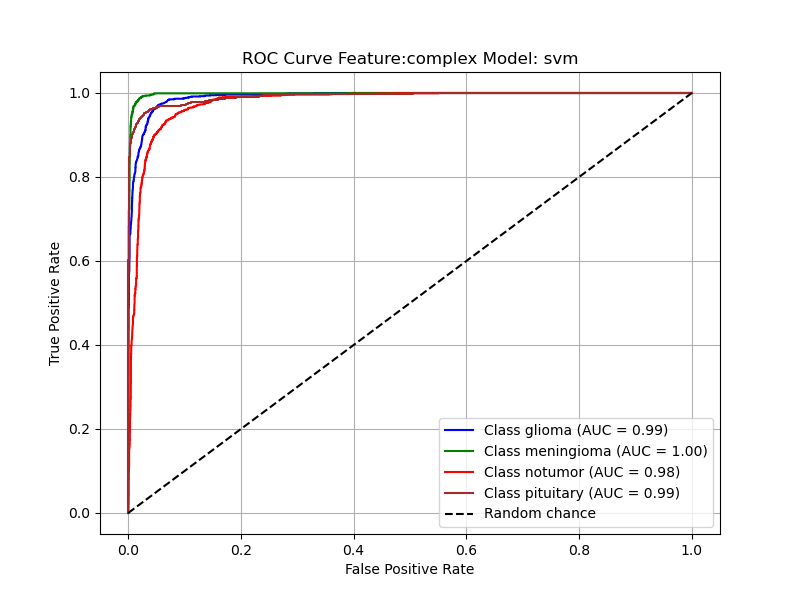 ROC Curve Feature:complex Model: svm
True Positive Rate
1.0
0.8
0.6
0.4
0.2
0.0
Class glioma (AUC = 0.99)
Class meningioma (AUC = 1.00)
Class notumor (AUC = 0.98)
Class pituitary (AUC = 0.99)
Random chance
0.0 0.2 0.4 0.6 0.8 1.0
False Positive Rate